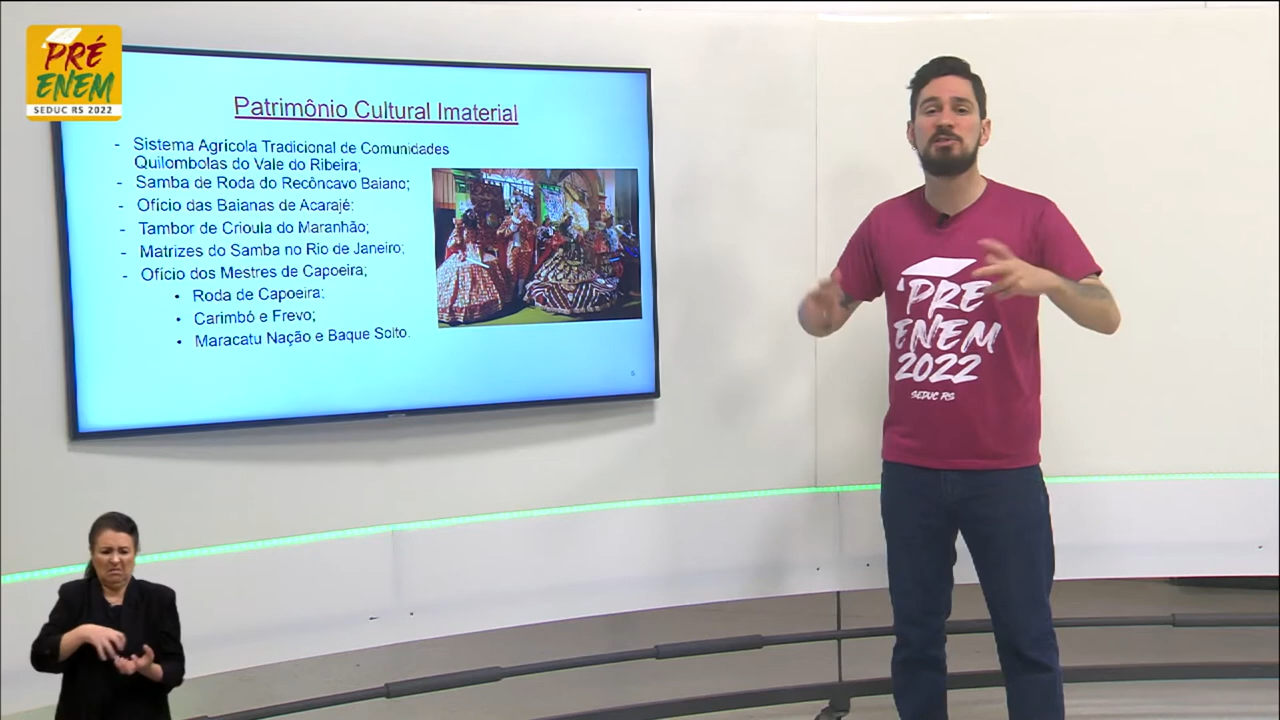 PRÉ
ENEM
SEDUC RS 2022
Patrimônio Cultural Imaterial
- Sistema Agricola Tradicional de Comunidades
Quilombolas do Vale do Ribeira;
- Samba de Roda do Recôncavo Baiano;
- Ofício das Baianas de Acarajé;
- Tambor de Crioula do Maranhão;
- Matrizes do Samba no Rio de Janeiro;
- Ofício dos Mestres de Capoeira;
• Roda de Capoeira;
• Carimbó e Frevo;
• Maracatu Nação e Baque Solto.
5
'PRÉ
ENEM
2022
SEDUC RS